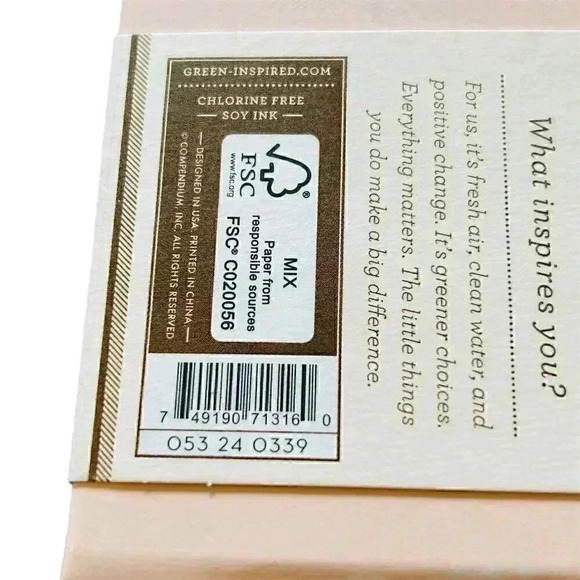 What inspires you?
For us, it's fresh air, clean water, and
positive change. It's greener choices.
Everything matters. The little things
you do make a big difference.
GREEN-INSPIRED.COM
CHLORINE FREE
— SOY INK —
— DESIGNED IN USA. PRINTED IN CHINA. —
© COMPENDIUM, INC. ALL RIGHTS RESERVED
®
FSC
www.fsc.org
MIX
Paper from
responsible sources
FSC® C020056
7 49190 71316 0
053 24 0339